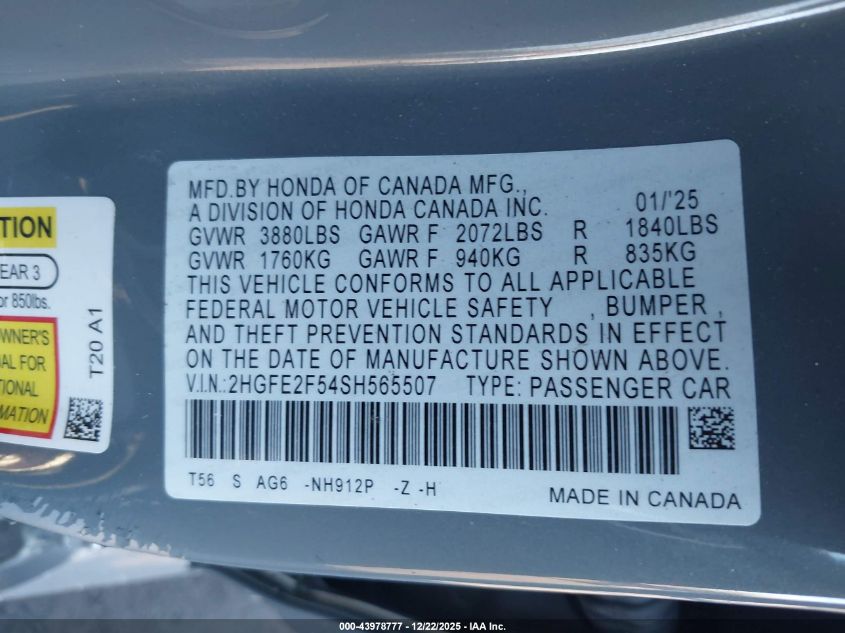 MFD.BY HONDA OF CANADA MFG.,
A DIVISION OF HONDA CANADA INC. 01/'25
GVWR 3880LBS GAWR F 2072LBS R 1840LBS
GVWR 1760KG GAWR F 940KG R 835KG
THIS VEHICLE CONFORMS TO ALL APPLICABLE
FEDERAL MOTOR VEHICLE SAFETY , BUMPER ,
AND THEFT PREVENTION STANDARDS IN EFFECT
ON THE DATE OF MANUFACTURE SHOWN ABOVE.
V.I.N.:2HGFE2F54SH565507 TYPE: PASSENGER CAR
T56 S AG6 -NH912P -Z -H
MADE IN CANADA
TION
EAR 3
or 850lbs.
OWNER'S
AL FOR
TIONAL
RMATION
T20 A1
000-43978777 - 12/22/2025 - IAA Inc.